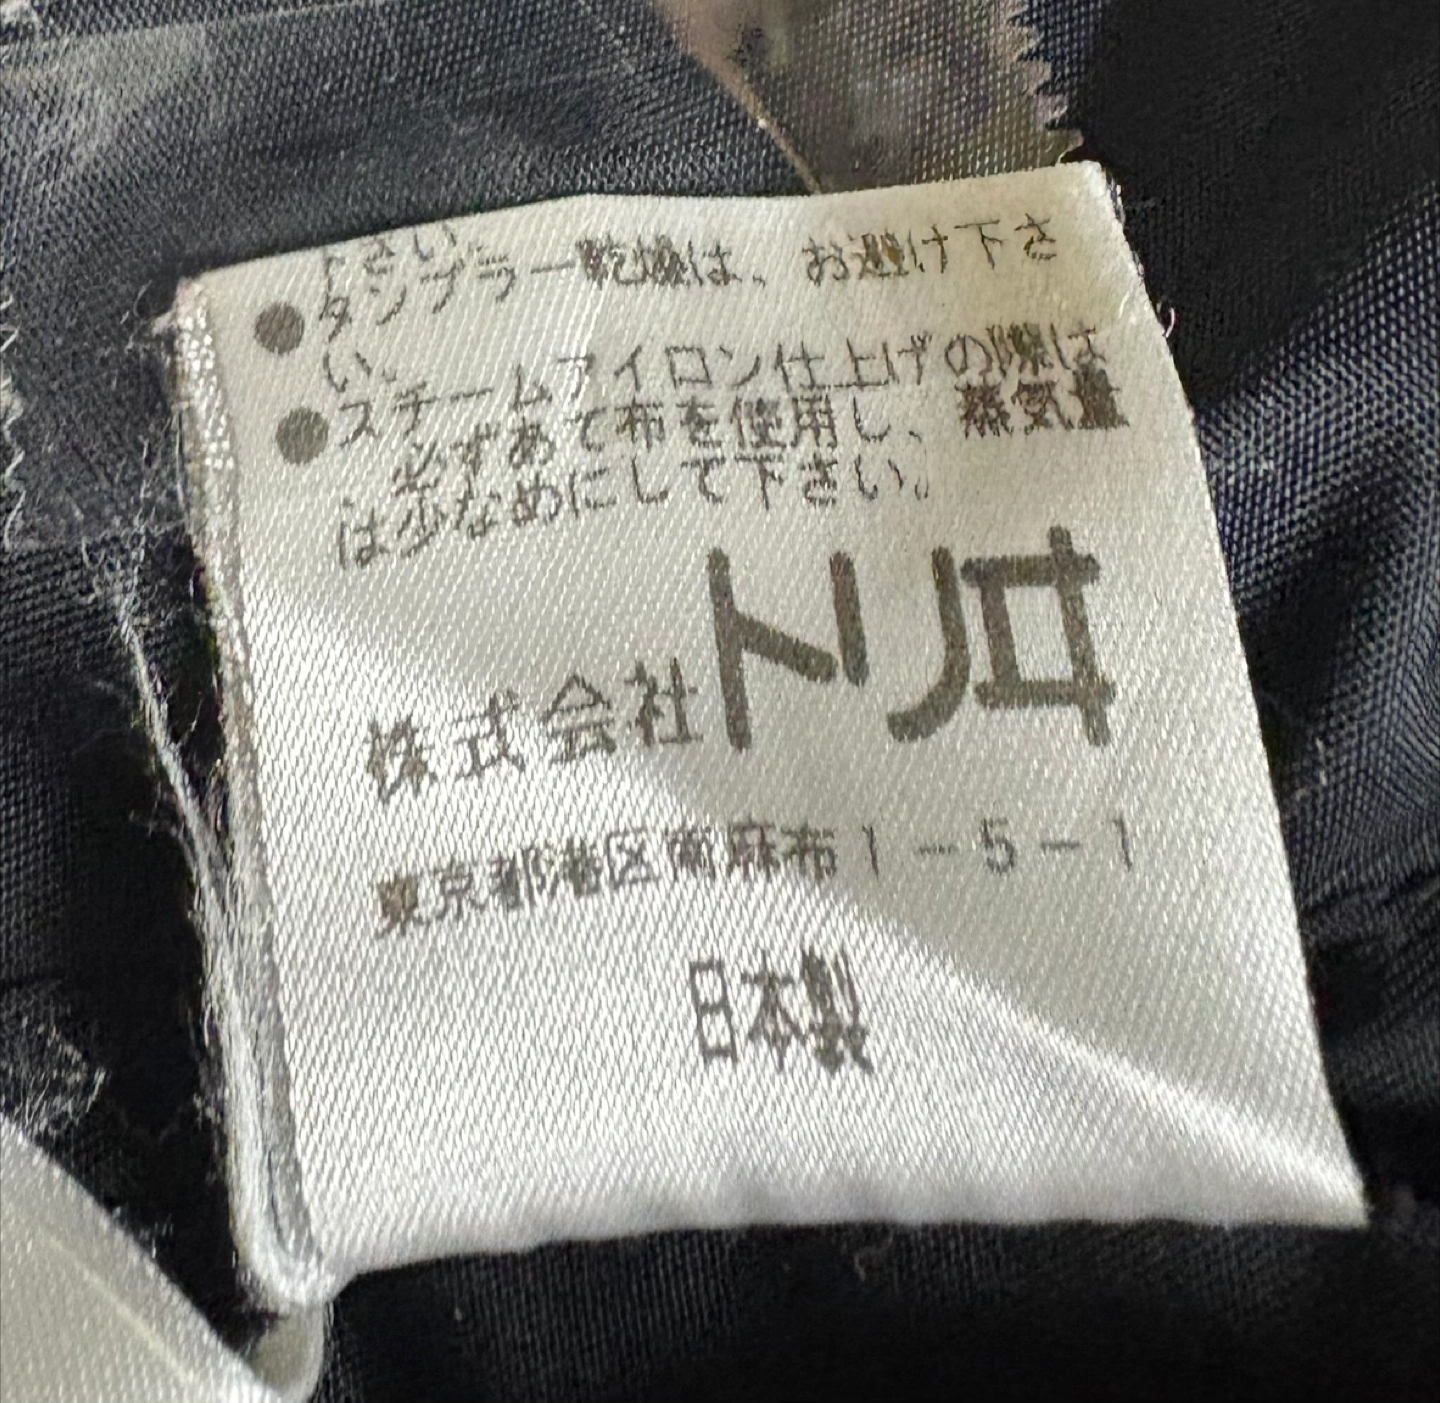 下さい。
●タンブラー乾燥は、お避け下さ
い。
●スチームアイロン仕上げの際は
必ずあて布を使用し、蒸気量
は少なめにして下さい。
株式会社トリロ
東京都港区南麻布1-5-1
日本製